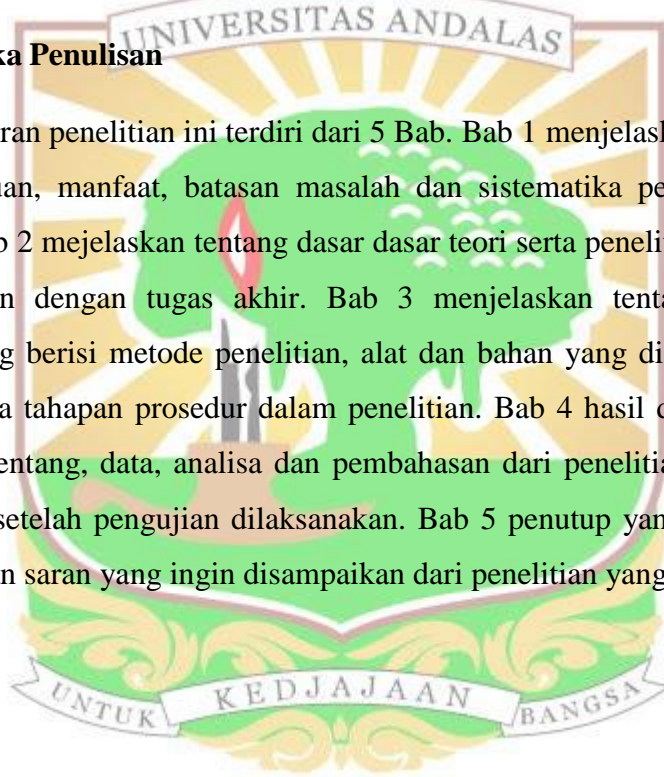 UNIVERSITAS ANDALAS
ka Penulisan
ran penelitian ini terdiri dari 5 Bab. Bab 1 menjelask
uan, manfaat, batasan masalah dan sistematika pe
b 2 mejelaskan tentang dasar dasar teori serta penelit
n dengan tugas akhir. Bab 3 menjelaskan tenta
g berisi metode penelitian, alat dan bahan yang di
a tahapan prosedur dalam penelitian. Bab 4 hasil d
entang, data, analisa dan pembahasan dari penelitia
setelah pengujian dilaksanakan. Bab 5 penutup yan
n saran yang ingin disampaikan dari penelitian yang
UNTUK KEDJAJAAN BANGSA